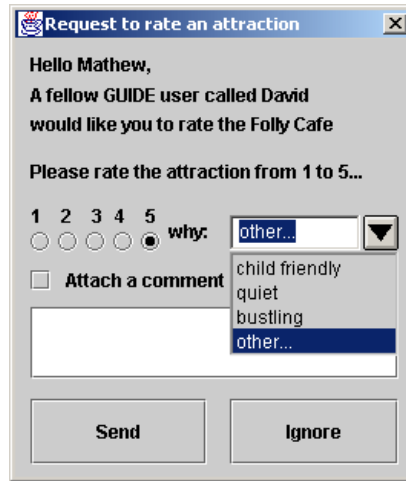 Request to rate an attraction
Hello Mathew,
A fellow GUIDE user called David
would like you to rate the Folly Cafe
Please rate the attraction from 1 to 5...
1 2 3 4 5
why: other...
child friendly
quiet
bustling
other...
Attach a comment
Send Ignore